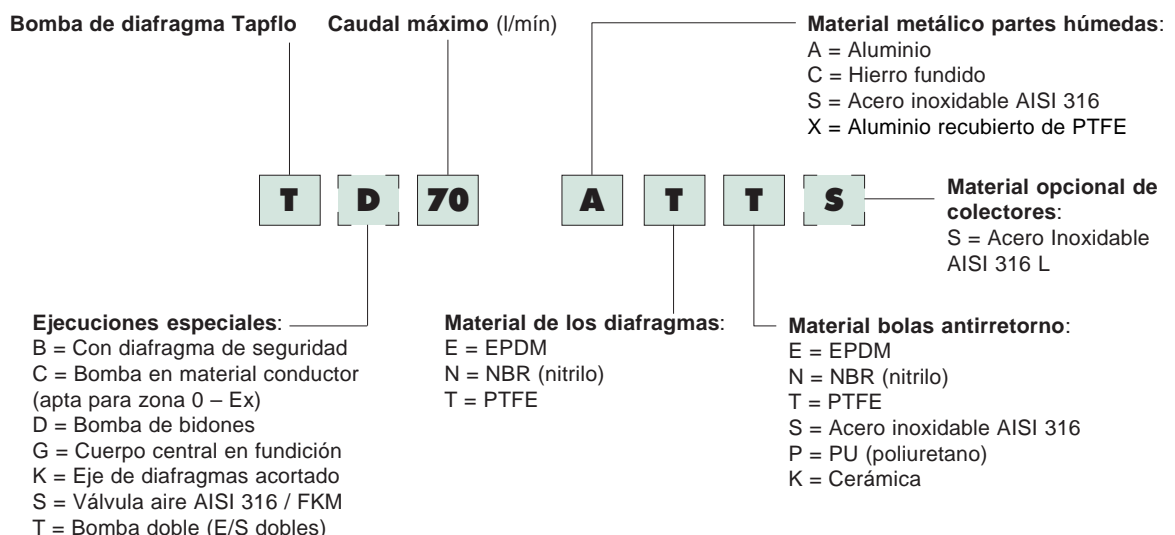 Bomba de diafragma Tapflo
Caudal máximo (l/mín)
Material metálico partes húmedas:
A = Aluminio
C = Hierro fundido
S = Acero inoxidable AISI 316
X = Aluminio recubierto de PTFE
T D 70 A T T S
Material opcional de
colectores:
S = Acero Inoxidable
AISI 316 L
Ejecuciones especiales:
B = Con diafragma de seguridad
C = Bomba en material conductor
(apta para zona 0 – Ex)
D = Bomba de bidones
G = Cuerpo central en fundición
K = Eje de diafragmas acortado
S = Válvula aire AISI 316 / FKM
T = Bomba doble (E/S dobles)
Material de los diafragmas:
E = EPDM
N = NBR (nitrilo)
T = PTFE
Material bolas antirretorno:
E = EPDM
N = NBR (nitrilo)
T = PTFE
S = Acero inoxidable AISI 316
P = PU (poliuretano)
K = Cerámica